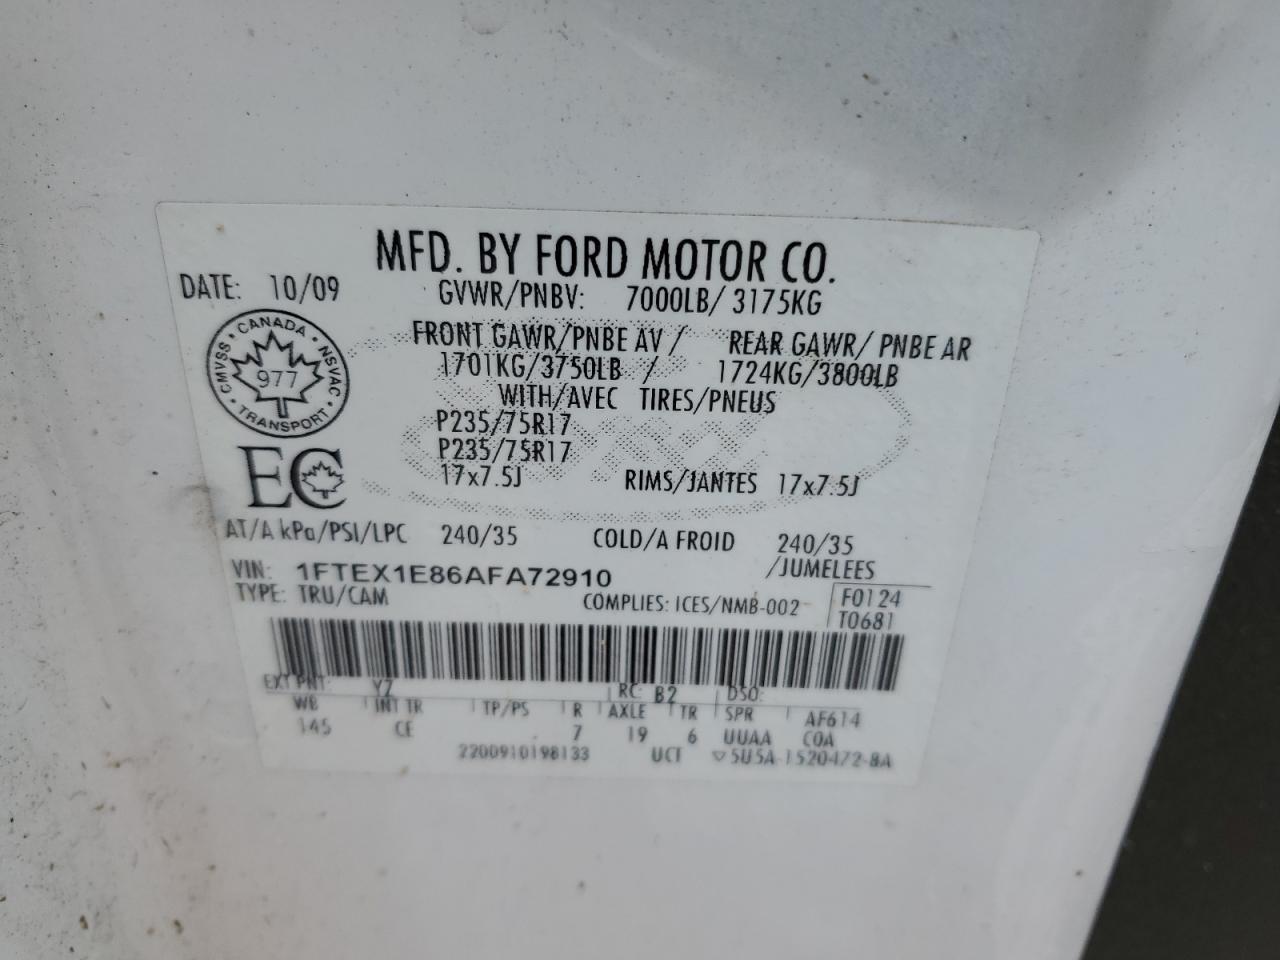 MFD. BY FORD MOTOR CO.
DATE: 10/09 GVWR/PNBV: 7000LB/ 3175KG
FRONT GAWR/PNBE AV / REAR GAWR/ PNBE AR
1701KG/3750LB / 1724KG/3800LB
WITH/AVEC TIRES/PNEUS
CANADA
CMVSS 977 NSVAC
TRANSPORT
P235/75R17
P235/75R17
EC
17x7.5J RIMS/JANTES 17x7.5J
AT/A kPa/PSI/LPC 240/35 COLD/A FROID 240/35
/JUMELEES
VIN: 1FTEX1E86AFA72910
TYPE: TRU/CAM COMPLIES: ICES/NMB-002 F0124
T0681
EXT PNT: YZ RC: B2 DSO:
WB INT TR TP/PS R AXLE TR SPR AF614
145 CE 7 19 6 UUAA COA
2200910198133 UCT ▽5U5A-1520472-BA